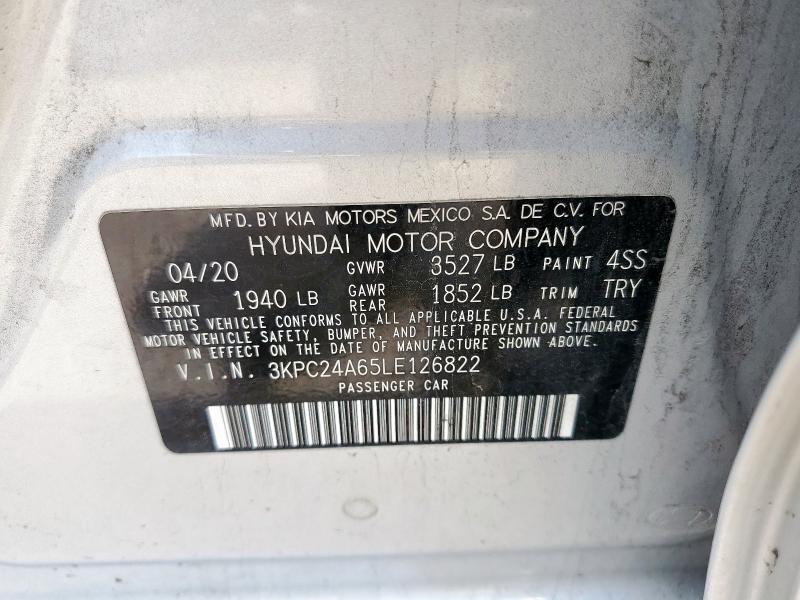 MFD. BY KIA MOTORS MEXICO S.A. DE C.V. FOR
HYUNDAI MOTOR COMPANY
04/20 GVWR 3527 LB PAINT 4SS
GAWR FRONT 1940 LB GAWR REAR 1852 LB TRIM TRY
THIS VEHICLE CONFORMS TO ALL APPLICABLE U.S.A. FEDERAL
MOTOR VEHICLE SAFETY, BUMPER, AND THEFT PREVENTION STANDARDS
IN EFFECT ON THE DATE OF MANUFACTURE SHOWN ABOVE.
V.I.N. 3KPC24A65LE126822
PASSENGER CAR